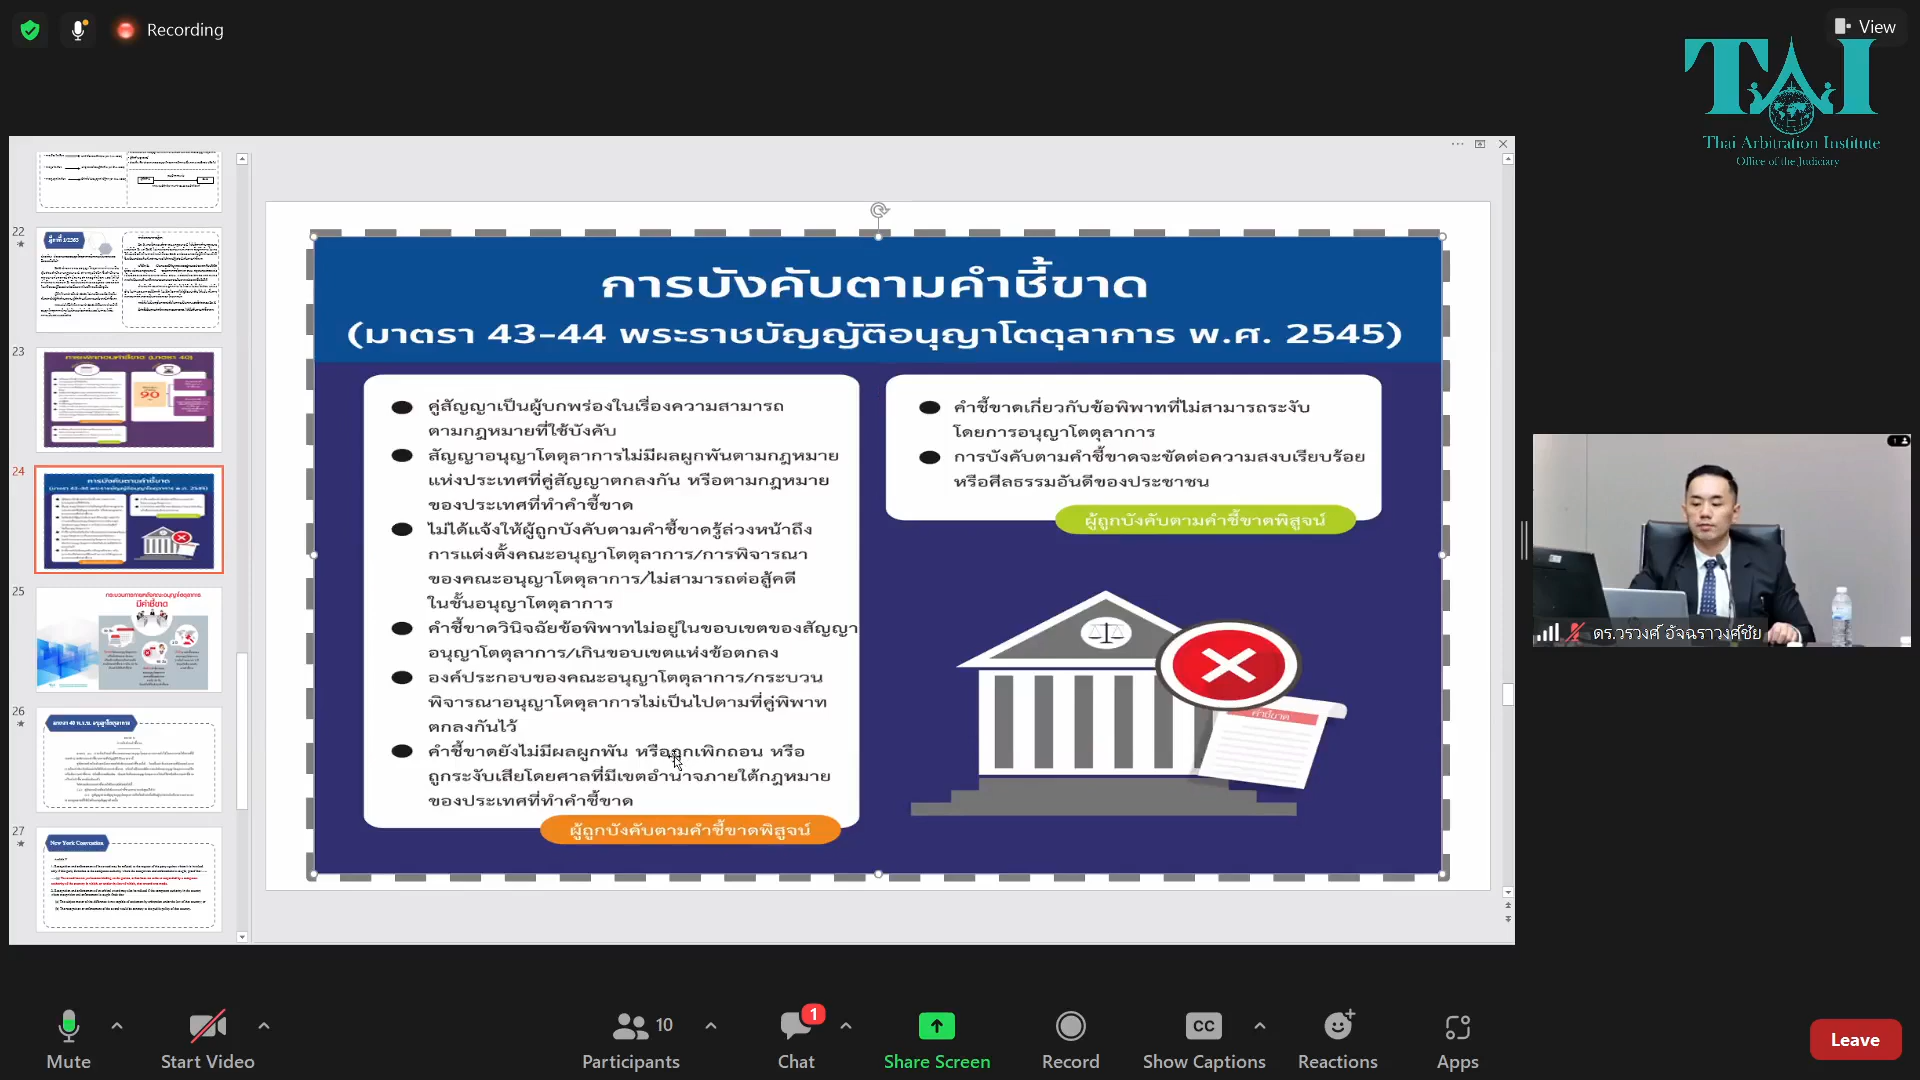 Recording
View
TAI
Thai Arbitration Institute
Office of the Judiciary
22
23
24
25
26
27
90
มีคำชี้ขาด
New York Convention
การบังคับตามคำชี้ขาด
(มาตรา 43-44 พระราชบัญญัติอนุญาโตตุลาการ พ.ศ. 2545)
คู่สัญญาเป็นผู้บกพร่องในเรื่องความสามารถ
ตามกฎหมายที่ใช้บังคับ
สัญญาอนุญาโตตุลาการไม่มีผลผูกพันตามกฎหมาย
แห่งประเทศที่คู่สัญญาตกลงกัน หรือตามกฎหมาย
ของประเทศที่ทำคำชี้ขาด
ไม่ได้แจ้งให้ผู้ถูกบังคับตามคำชี้ขาดรู้ล่วงหน้าถึง
การแต่งตั้งคณะอนุญาโตตุลาการ/การพิจารณา
ของคณะอนุญาโตตุลาการ/ไม่สามารถต่อสู้คดี
ในชั้นอนุญาโตตุลาการ
คำชี้ขาดวินิจฉัยข้อพิพาทไม่อยู่ในขอบเขตของสัญญา
อนุญาโตตุลาการ/เกินขอบเขตแห่งข้อตกลง
องค์ประกอบของคณะอนุญาโตตุลาการ/กระบวน
พิจารณาอนุญาโตตุลาการไม่เป็นไปตามที่คู่พิพาท
ตกลงกันไว้
คำชี้ขาดยังไม่มีผลผูกพัน หรือถูกเพิกถอน หรือ
ถูกระงับเสียโดยศาลที่มีเขตอำนาจภายใต้กฎหมาย
ของประเทศที่ทำคำชี้ขาด
ผู้ถูกบังคับตามคำชี้ขาดพิสูจน์
คำชี้ขาดเกี่ยวกับข้อพิพาทที่ไม่สามารถระงับ
โดยการอนุญาโตตุลาการ
การบังคับตามคำชี้ขาดจะขัดต่อความสงบเรียบร้อย
หรือศีลธรรมอันดีของประชาชน
ผู้ถูกบังคับตามคำชี้ขาดพิสูจน์
คำชี้ขาด
ดร.วรวงศ์ อัจฉราวงศ์ชัย
Mute
Start Video
Participants
10
Chat
1
Share Screen
Record
CC
Show Captions
Reactions
Apps
Leave